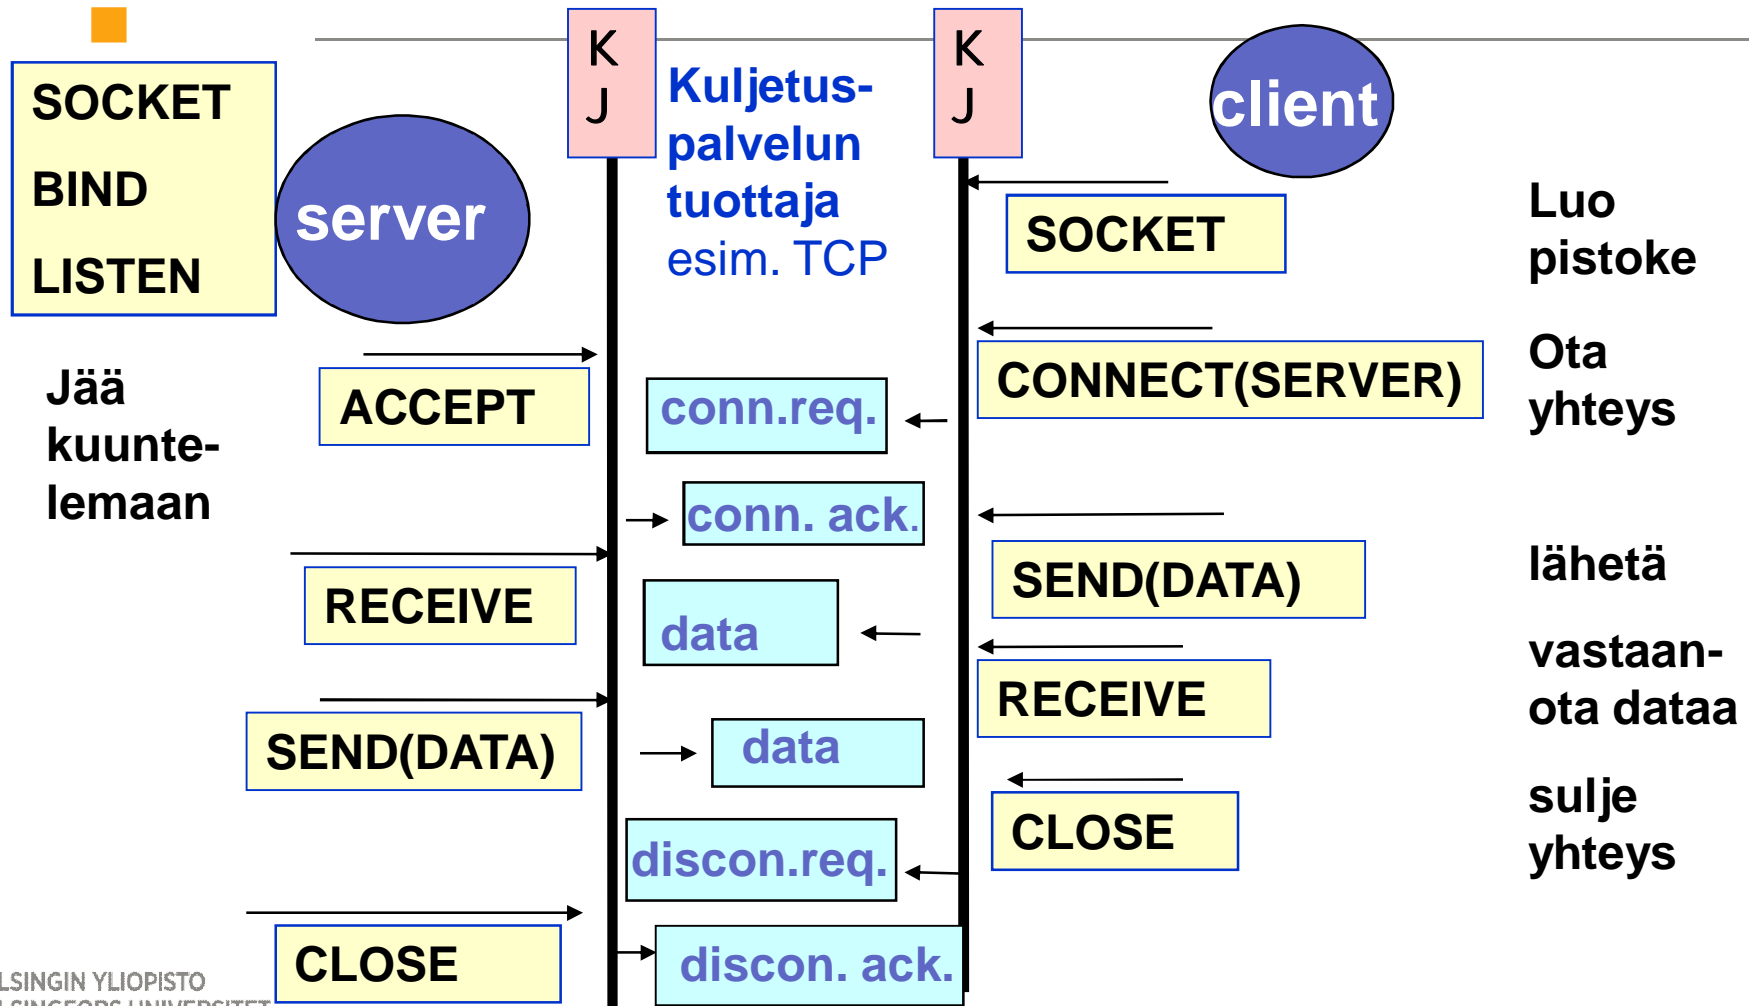 SOCKET
BIND
LISTEN
server
Jää
kuunte-
lemaan
ACCEPT
RECEIVE
SEND(DATA)
CLOSE
K
J
Kuljetus-
palvelun
tuottaja
esim. TCP
conn.req.
conn. ack.
data
data
discon.req.
discon. ack.
K
J
client
SOCKET
CONNECT(SERVER)
SEND(DATA)
RECEIVE
CLOSE
Luo
pistoke
Ota
yhteys
lähetä
vastaan-
ota dataa
sulje
yhteys
LSINGIN YLIOPISTO
LSINGFORS UNIVERSITET